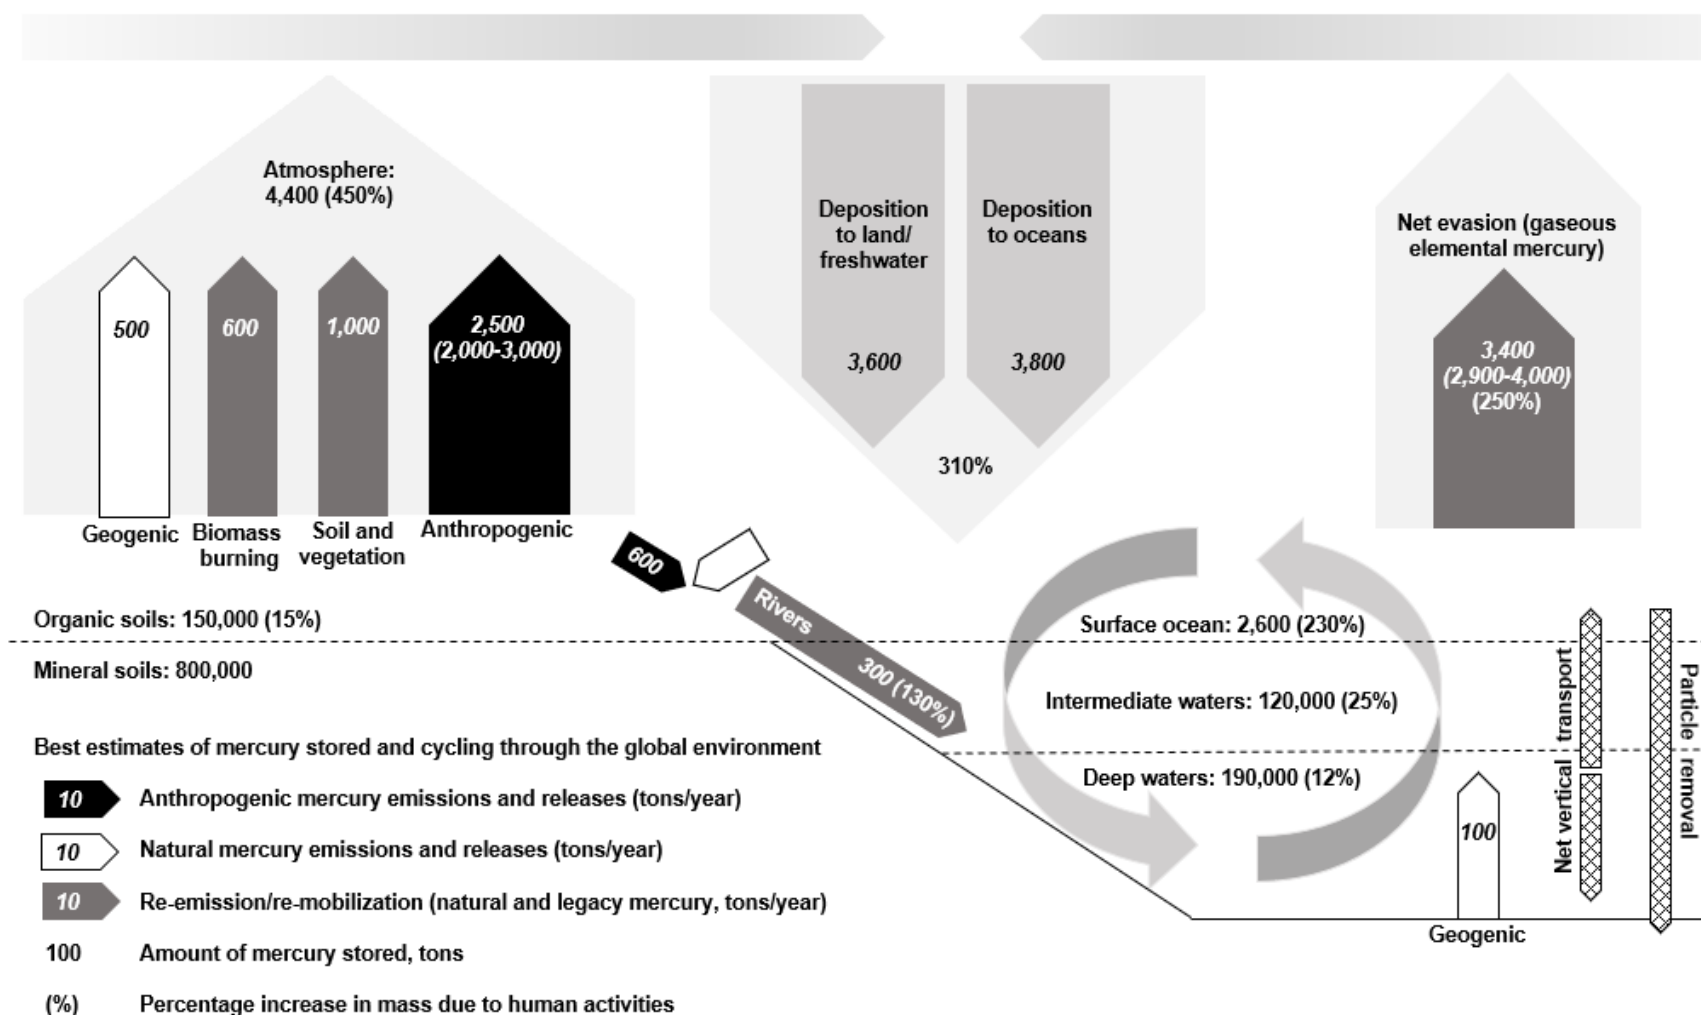 Atmosphere:
4,400 (450%)
500
600
1,000
2,500
(2,000-3,000)
Geogenic
Biomass
burning
Soil and
vegetation
Anthropogenic
Deposition
to land/
freshwater
3,600
Deposition
to oceans
3,800
310%
Net evasion (gaseous
elemental mercury)
3,400
(2,900-4,000)
(250%)
600
Rivers
300 (130%)
Organic soils: 150,000 (15%)
Mineral soils: 800,000
Surface ocean: 2,600 (230%)
Intermediate waters: 120,000 (25%)
Deep waters: 190,000 (12%)
100
Geogenic
Net vertical transport
Particle removal
Best estimates of mercury stored and cycling through the global environment
10 Anthropogenic mercury emissions and releases (tons/year)
10 Natural mercury emissions and releases (tons/year)
10 Re-emission/re-mobilization (natural and legacy mercury, tons/year)
100 Amount of mercury stored, tons
(%) Percentage increase in mass due to human activities